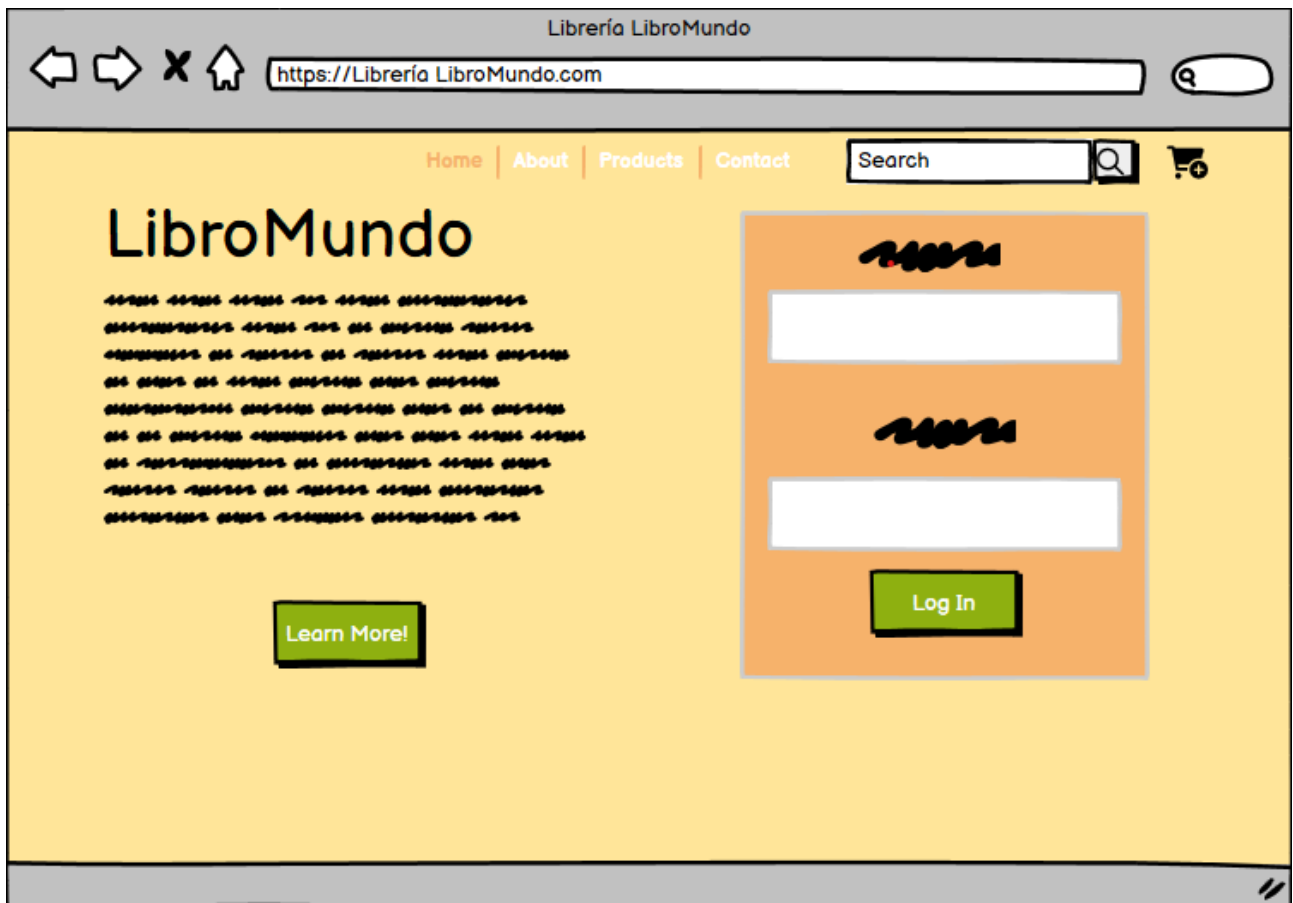 Librería LibroMundo
https://Librería LibroMundo.com
Home About Products Contact Search
LibroMundo
Log In
Learn More!